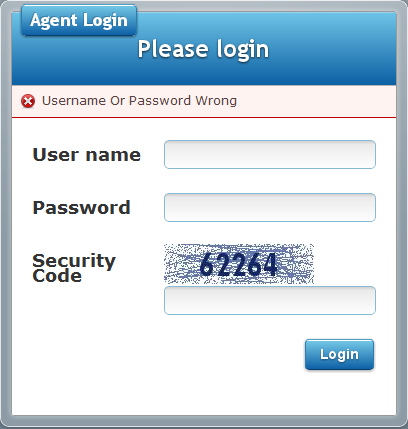 Agent Login
Please login
Username Or Password Wrong
User name
Password
Security
Code
62264
Login